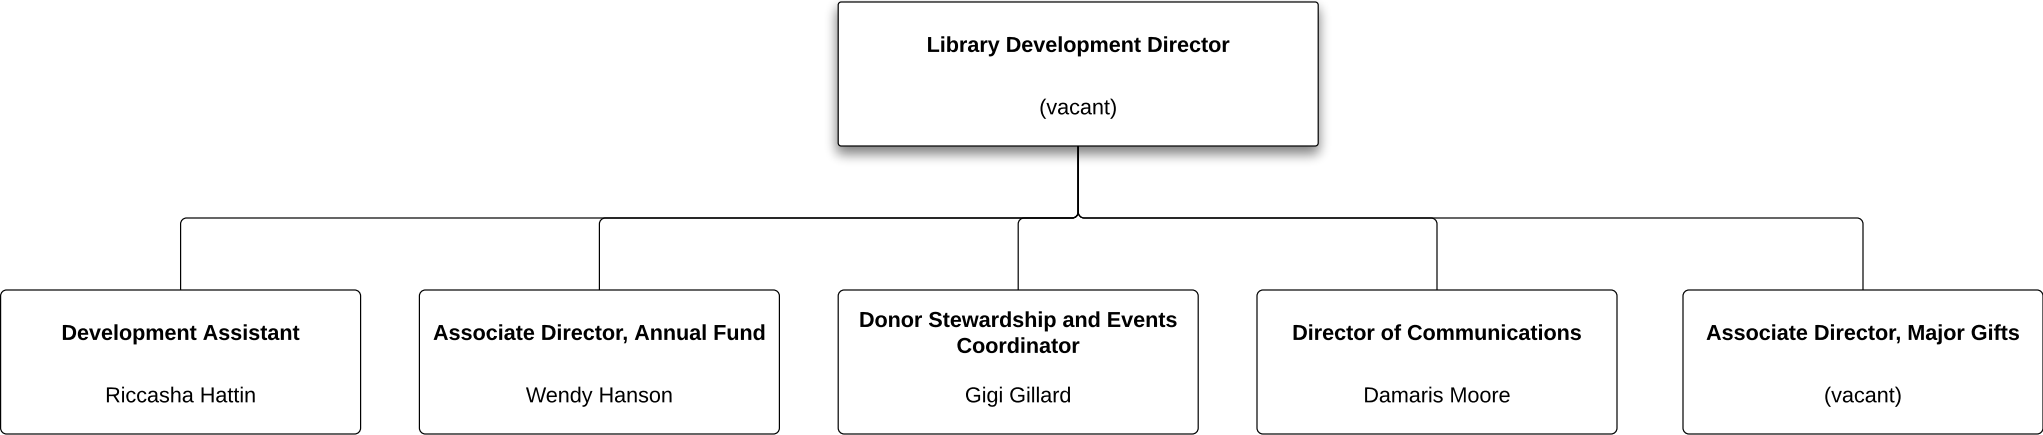 Library Development Director
(vacant)
Development Assistant
Riccasha Hattin
Associate Director, Annual Fund
Wendy Hanson
Donor Stewardship and Events
Coordinator
Gigi Gillard
Director of Communications
Damaris Moore
Associate Director, Major Gifts
(vacant)